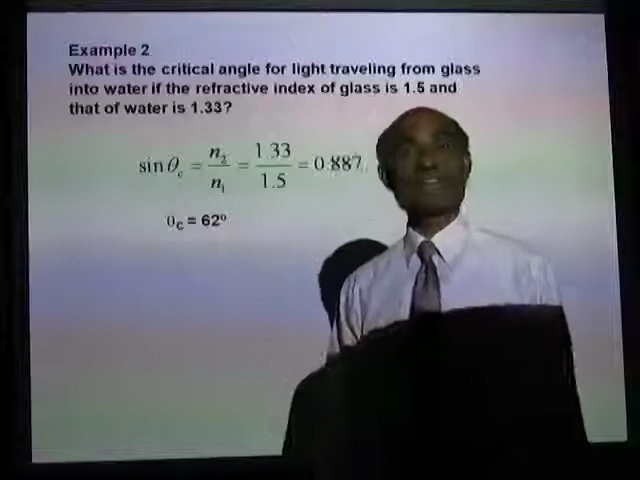 Example 2
What is the critical angle for light traveling from glass
into water if the refractive index of glass is 1.5 and
that of water is 1.33?
sin θc = n2/n1 = 1.33/1.5 = 0.887
θc = 62º